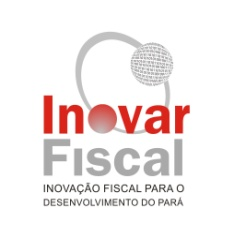 Inovar
Fiscal
INOVAÇÃO FISCAL PARA O
DESENVOLVIMENTO DO PARÁ